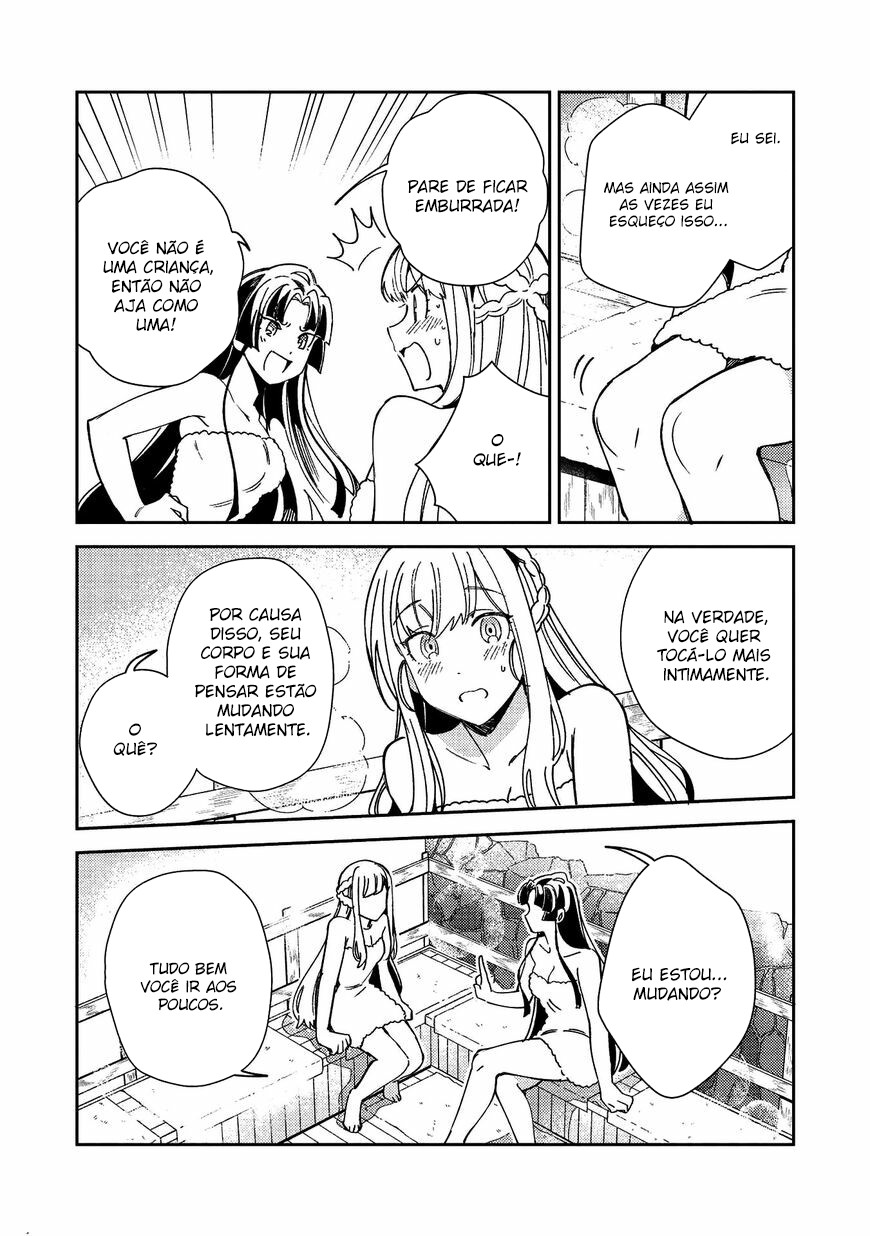 EU SEI.
MAS AINDA ASSIM
AS VEZES EU
ESQUEÇO ISSO...
PARE DE FICAR
EMBURRADA!
VOCÊ NÃO É
UMA CRIANÇA,
ENTÃO NÃO
AJA COMO
UMA!
O
QUE-!
NA VERDADE,
VOCÊ QUER
TOCÁ-LO MAIS
INTIMAMENTE.
POR CAUSA
DISSO, SEU
CORPO E SUA
FORMA DE
PENSAR ESTÃO
MUDANDO
LENTAMENTE.
O
QUÊ?
EU ESTOU...
MUDANDO?
TUDO BEM
VOCÊ IR AOS
POUCOS.